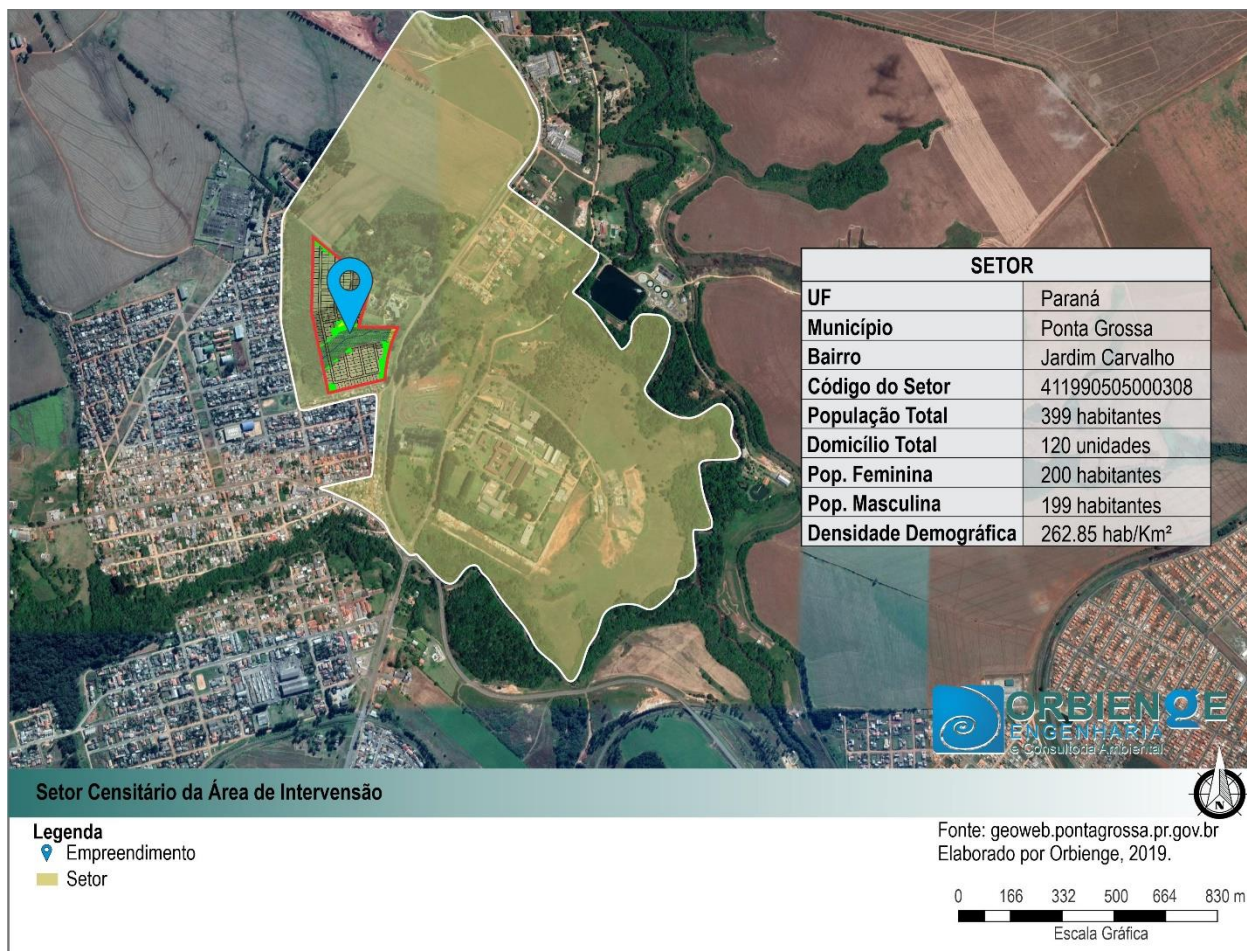 SETOR
UF Paraná
Município Ponta Grossa
Bairro Jardim Carvalho
Código do Setor 411990505000308
População Total 399 habitantes
Domicílio Total 120 unidades
Pop. Feminina 200 habitantes
Pop. Masculina 199 habitantes
Densidade Demográfica 262.85 hab/Km²
ORBIENGE
ENGENHARIA
e Consultoria Ambiental
Setor Censitário da Área de Intervensão
N
Legenda
Empreendimento
Setor
Fonte: geoweb.pontagrossa.pr.gov.br
Elaborado por Orbienge, 2019.
0 166 332 500 664 830 m
Escala Gráfica